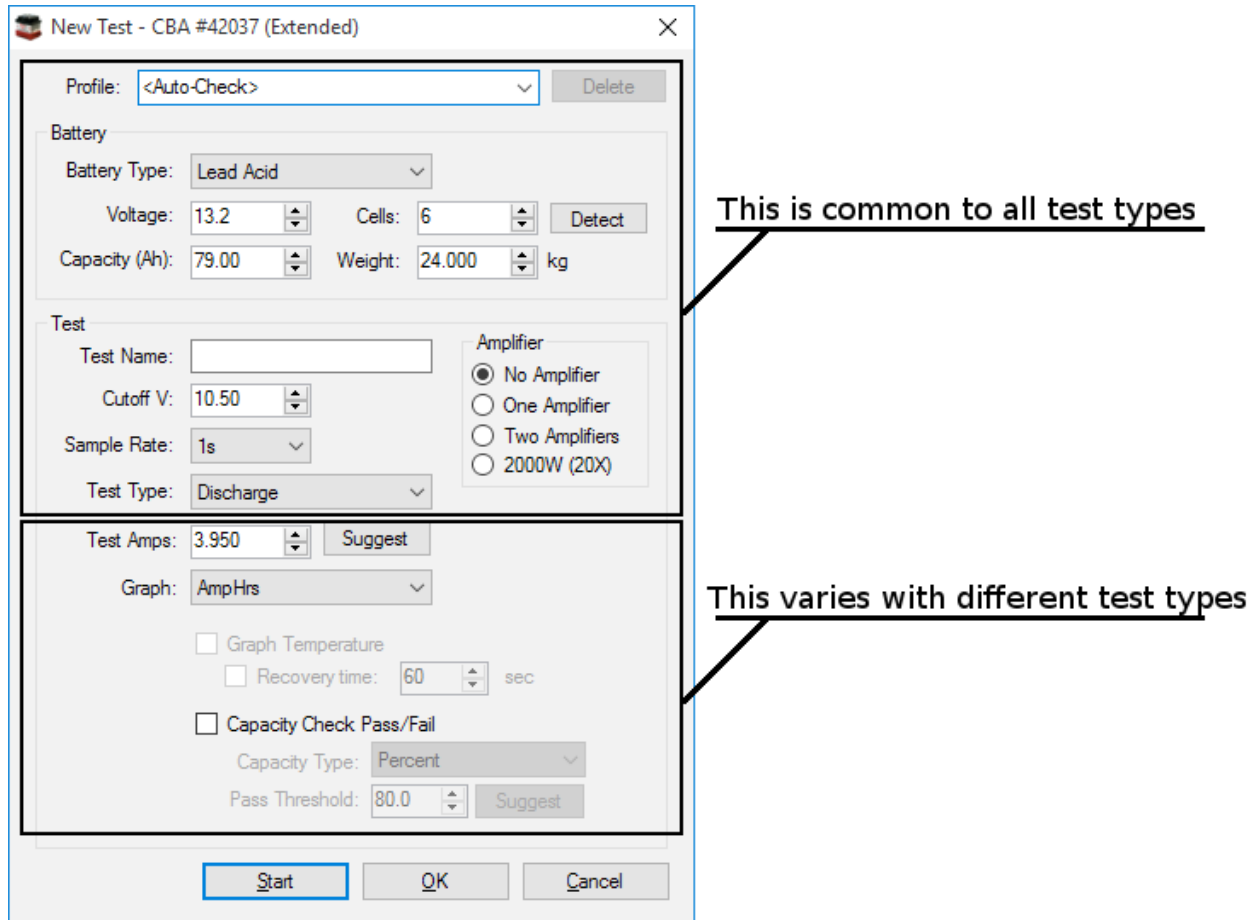 New Test - CBA #42037 (Extended)
Profile: <Auto-Check> Delete
Battery
Battery Type: Lead Acid
Voltage: 13.2 Cells: 6 Detect
Capacity (Ah): 79.00 Weight: 24.000 kg
This is common to all test types
Test
Test Name:
Amplifier
No Amplifier
Cutoff V: 10.50
One Amplifier
Two Amplifiers
Sample Rate: 1s
2000W (20X)
Test Type: Discharge
Test Amps: 3.950 Suggest
Graph: AmpHrs
This varies with different test types
Graph Temperature
Recovery time: 60 sec
Capacity Check Pass/Fail
Capacity Type: Percent
Pass Threshold: 80.0 Suggest
Start OK Cancel